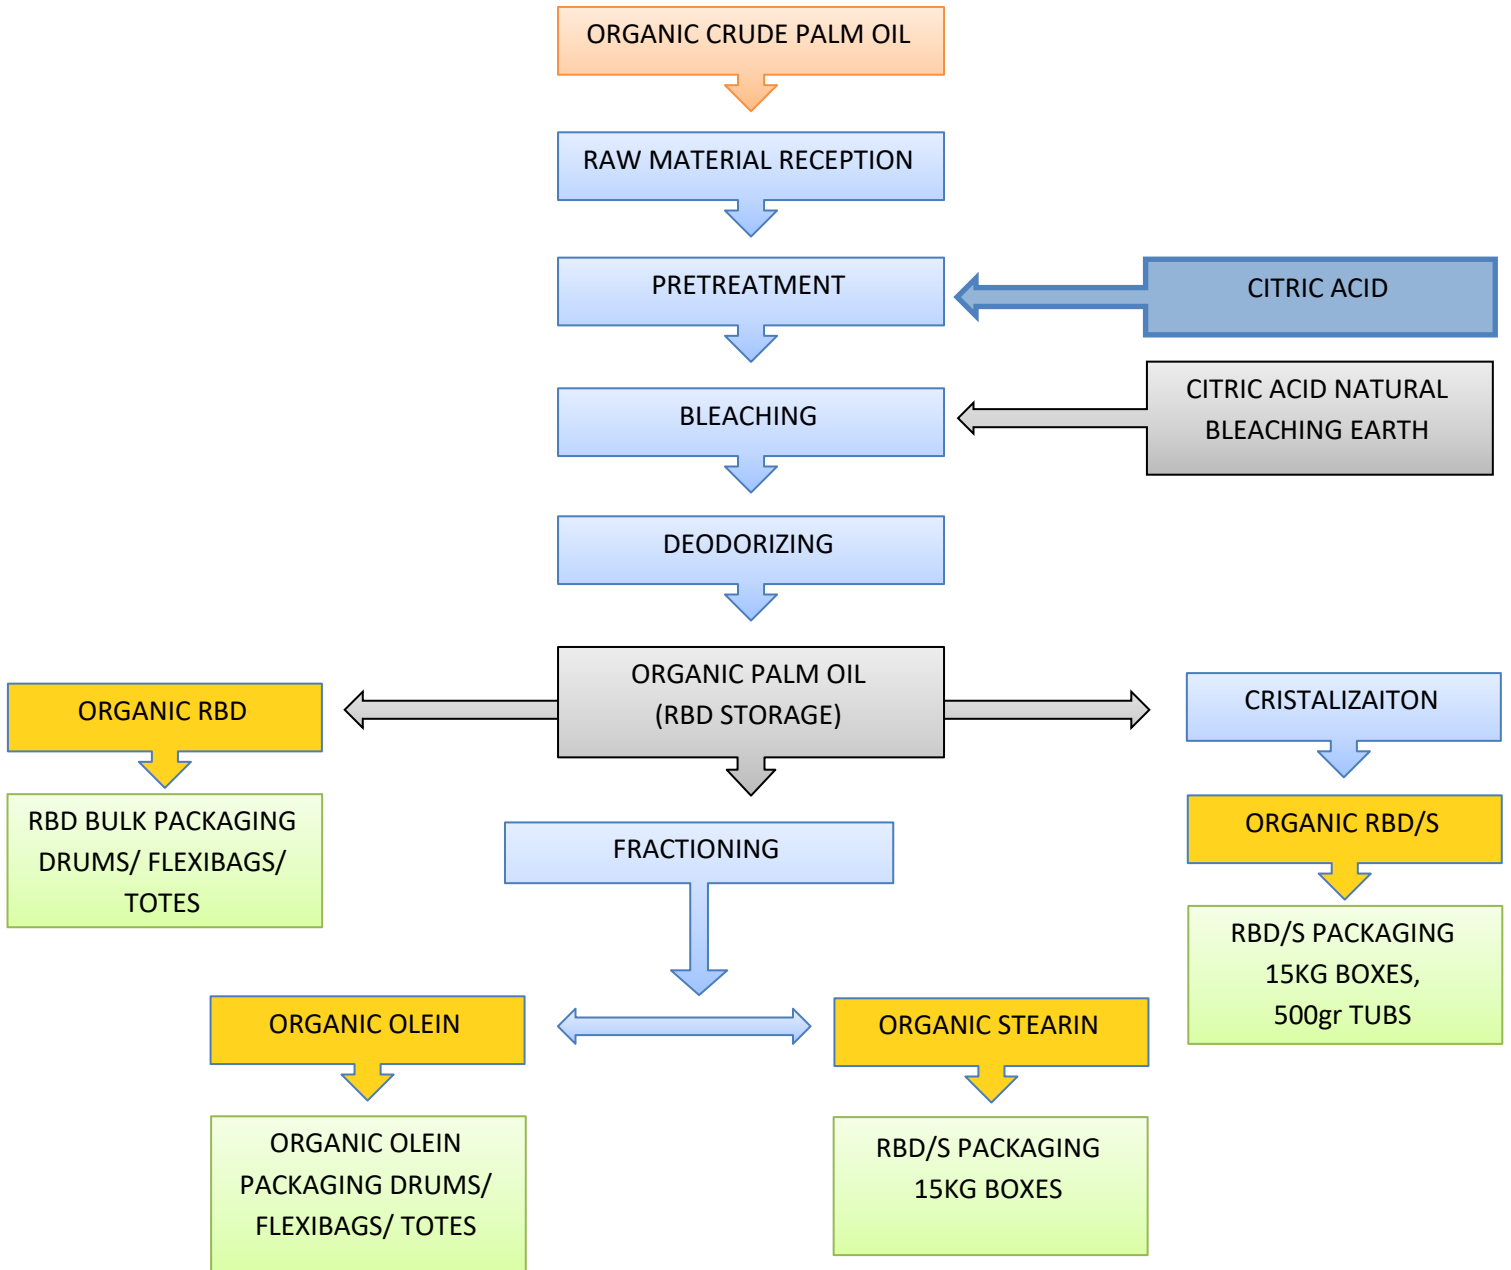 ORGANIC CRUDE PALM OIL
RAW MATERIAL RECEPTION
PRETREATMENT
CITRIC ACID
BLEACHING
CITRIC ACID NATURAL
BLEACHING EARTH
DEODORIZING
ORGANIC PALM OIL
(RBD STORAGE)
ORGANIC RBD
RBD BULK PACKAGING
DRUMS/ FLEXIBAGS/
TOTES
CRISTALIZAITON
ORGANIC RBD/S
RBD/S PACKAGING
15KG BOXES,
500gr TUBS
FRACTIONING
ORGANIC OLEIN
ORGANIC OLEIN
PACKAGING DRUMS/
FLEXIBAGS/ TOTES
ORGANIC STEARIN
RBD/S PACKAGING
15KG BOXES